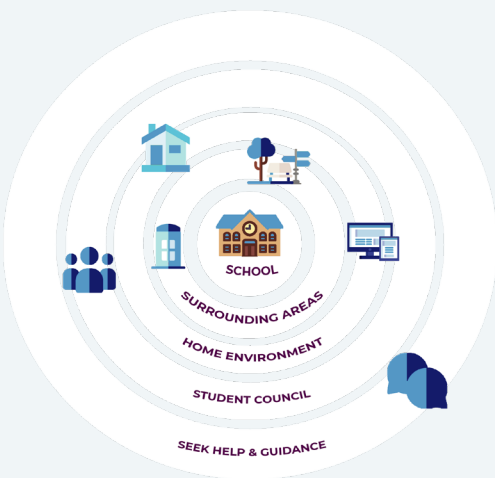 SCHOOL
SURROUNDING AREAS
HOME ENVIRONMENT
STUDENT COUNCIL
SEEK HELP & GUIDANCE